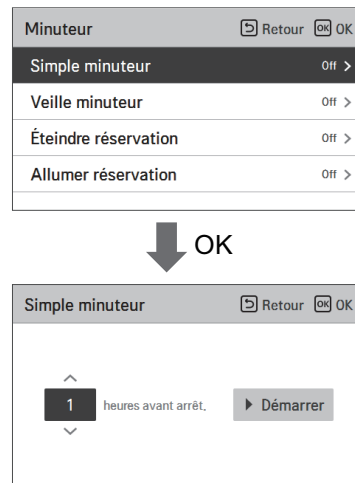 Minuteur Retour OK OK
Simple minuteur Off >
Veille minuteur Off >
Éteindre réservation Off >
Allumer réservation Off >
OK
Simple minuteur Retour OK OK
1 heures avant arrêt. Démarrer